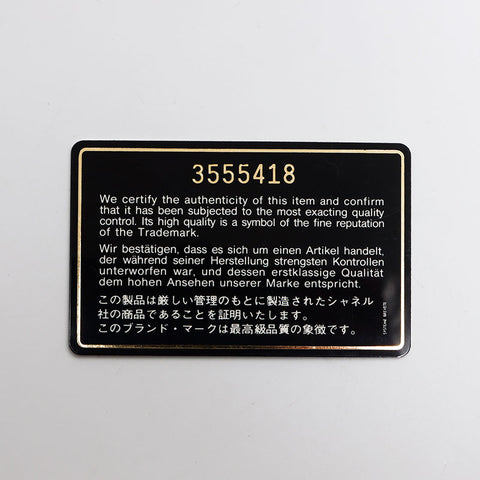 3555418
We certify the authenticity of this item and confirm
that it has been subjected to the most exacting quality
control. Its high quality is a symbol of the fine reputation
of the Trademark.
Wir bestätigen, dass es sich um einen Artikel handelt,
der während seiner Herstellung strengsten Kontrollen
unterworfen war, und dessen erstklassige Qualität
dem hohen Ansehen unserer Marke entspricht.
この製品は厳しい管理のもとに製造されたシャネル
社の商品であることを証明いたします。
このブランド・マークは最高級品質の象徴です。